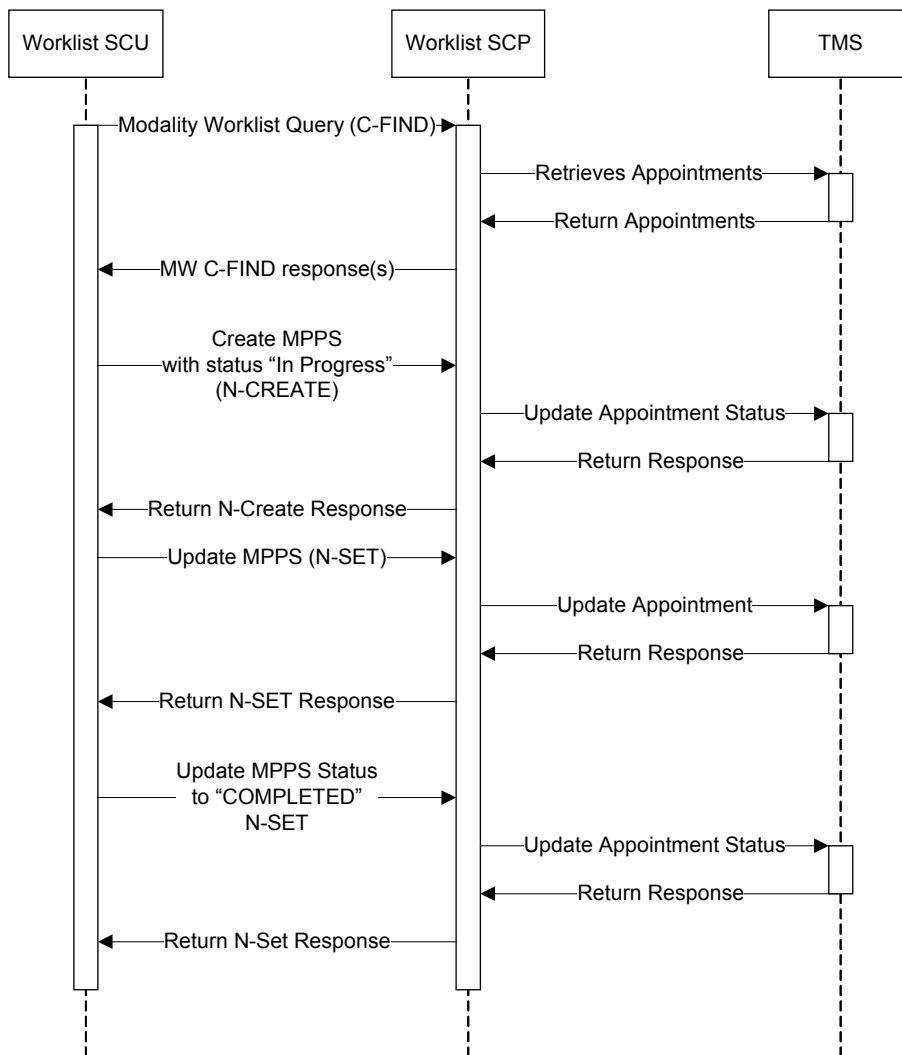 Worklist SCU
Worklist SCP
TMS
Modality Worklist Query (C-FIND)
Retrieves Appointments
Return Appointments
MW C-FIND response(s)
Create MPPS
with status “In Progress”
(N-CREATE)
Update Appointment Status
Return Response
Return N-Create Response
Update MPPS (N-SET)
Update Appointment
Return Response
Return N-SET Response
Update MPPS Status
to “COMPLETED”
N-SET
Update Appointment Status
Return Response
Return N-Set Response